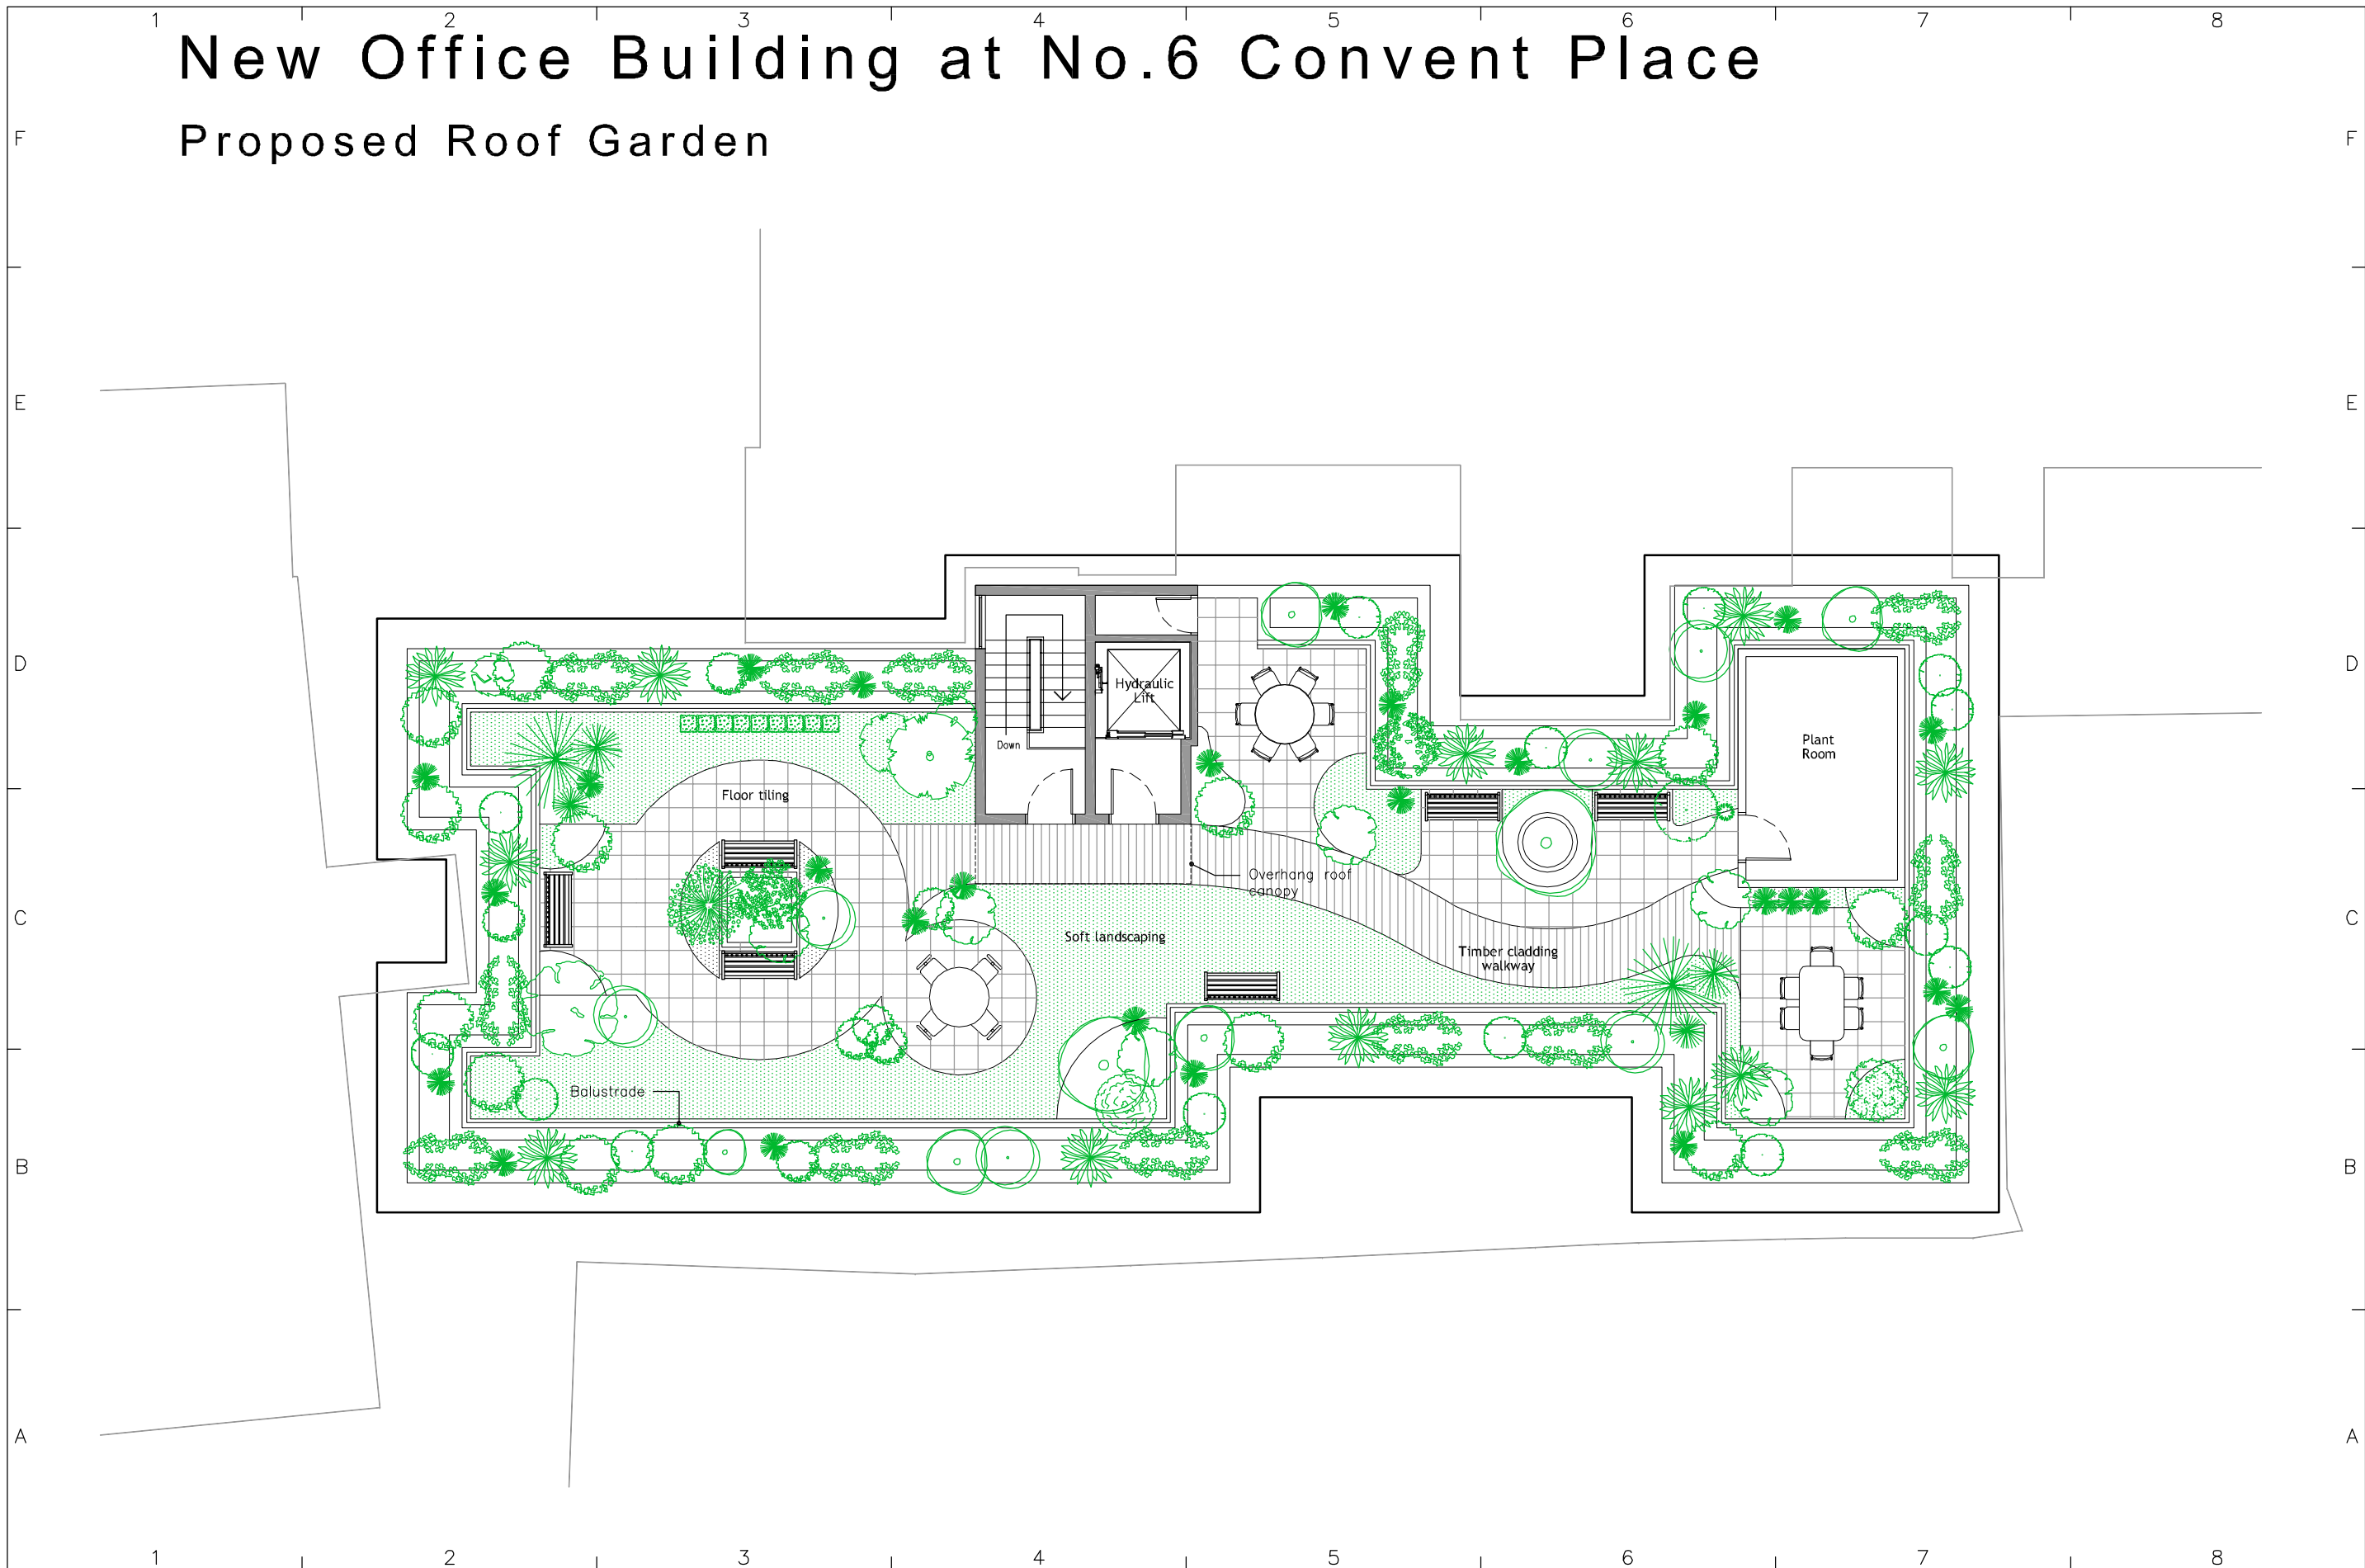 1 2 3 4 5 6 7 8
New Office Building at No.6 Convent Place
Proposed Roof Garden
F F
E E
D D
Hydraulic
Lift
Down
Plant
Room
Floor tiling
Overhang roof
canopy
C C
Soft landscaping
Timber cladding
walkway
Balustrade
B B
A A
1 2 3 4 5 6 7 8